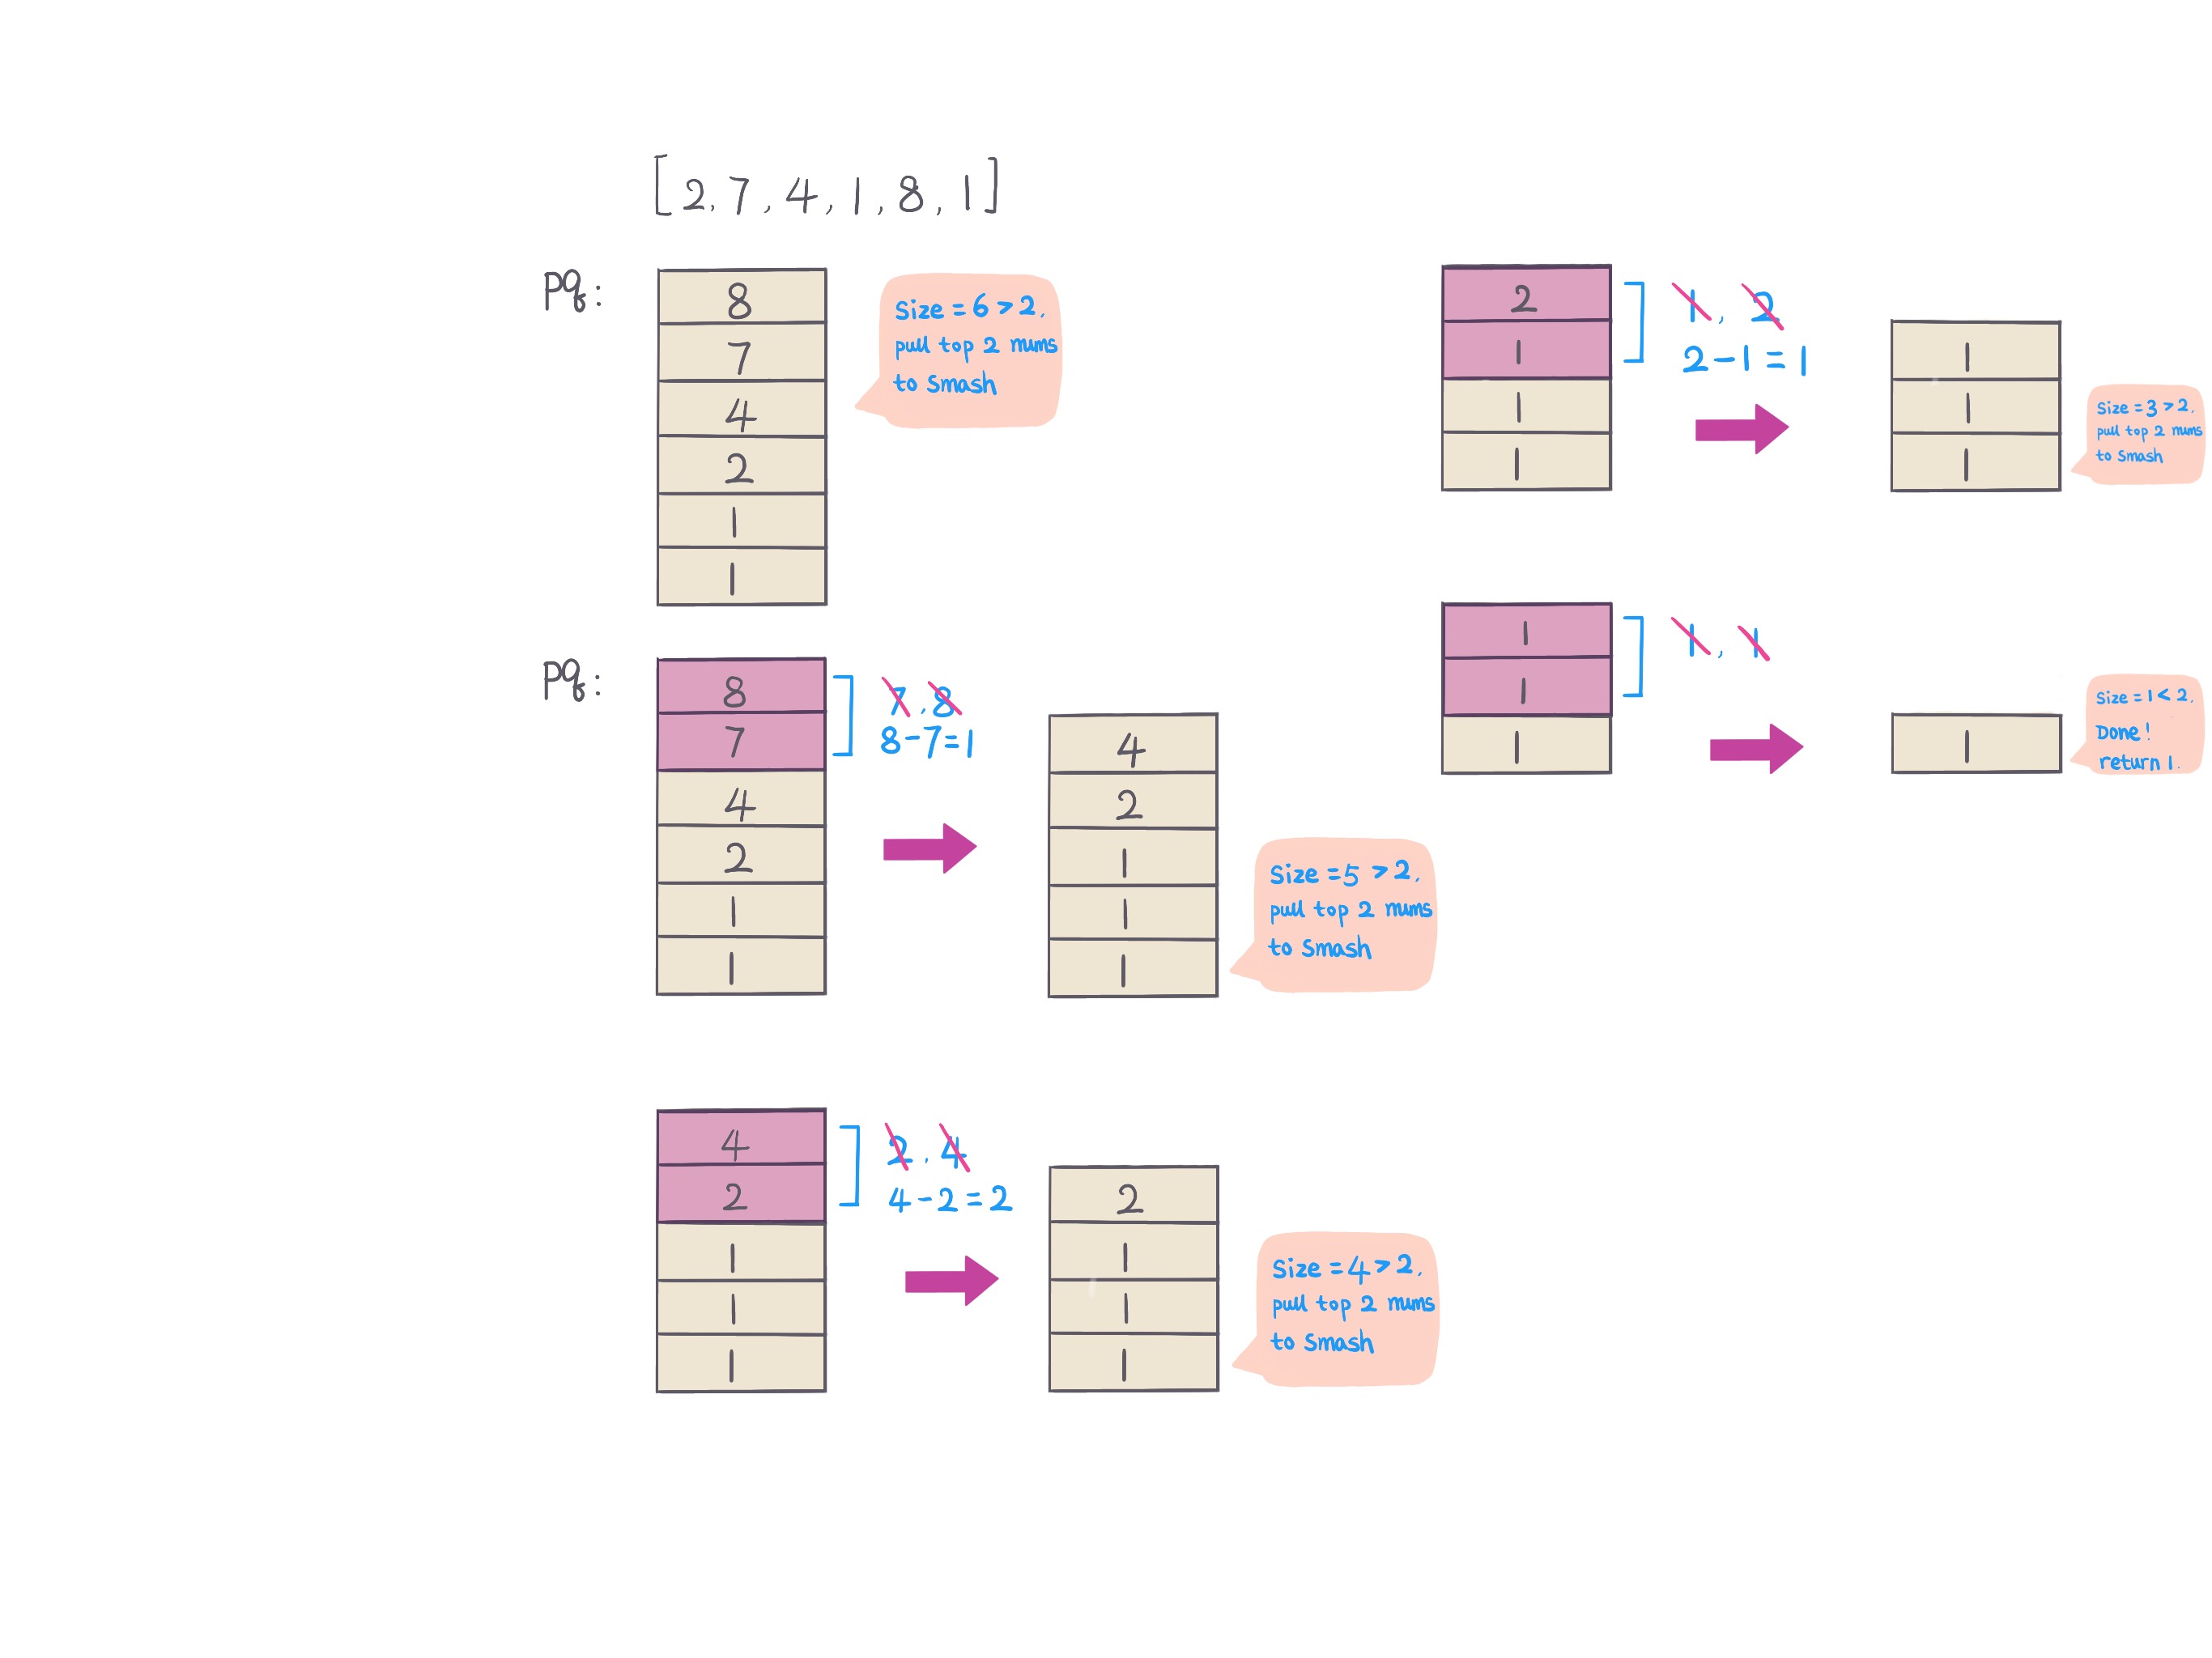 [2, 7, 4, 1, 8, 1]
Pq:
8
7
4
2
1
1
Size = 6 > 2,
pull top 2 nums
to smash
Pq:
8
7
4
2
1
1
7, 8
8-7=1
4
2
1
1
1
Size =5 > 2,
pull top 2 nums
to smash
4
2
1
1
1
2, 4
4-2=2
2
1
1
1
Size =4>2,
pull top 2 nums
to smash
2
1
1
1
1, 2
2-1=1
1
1
1
Size =3 >2,
pull top 2 nums
to smash
1
1
1
1, 1
1
Size =1< 2,
Done!
return 1.